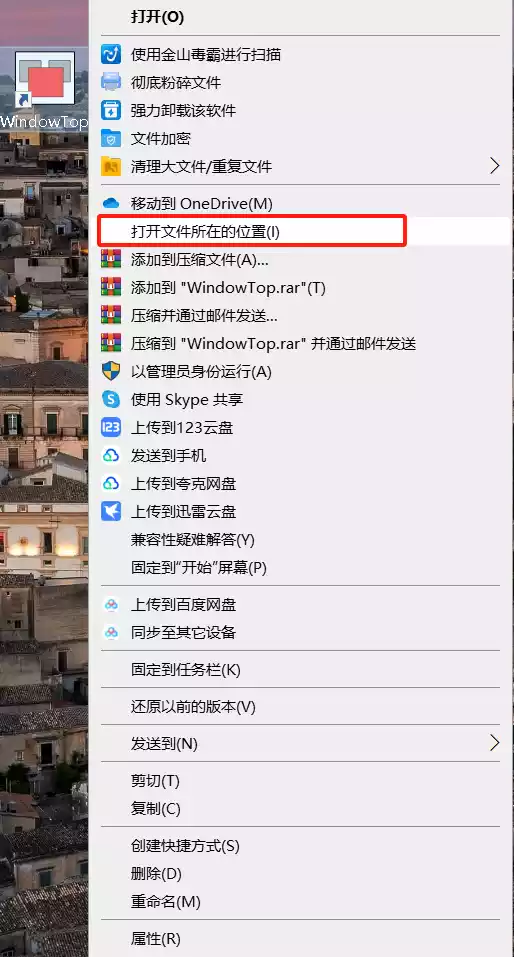 打开(O)
使用金山毒霸进行扫描
彻底粉碎文件
强力卸载该软件
文件加密
清理大文件/重复文件
移动到 OneDrive(M)
打开文件所在的位置(I)
添加到压缩文件(A)...
添加到 "WindowTop.rar"(T)
压缩并通过邮件发送...
压缩到 "WindowTop.rar" 并通过邮件发送
以管理员身份运行(A)
使用 Skype 共享
123
上传到123云盘
发送到手机
上传到夸克网盘
上传到迅雷云盘
兼容性疑难解答(Y)
固定到“开始”屏幕(P)
上传到百度网盘
同步至其它设备
固定到任务栏(K)
还原以前的版本(V)
发送到(N)
剪切(T)
复制(C)
创建快捷方式(S)
删除(D)
重命名(M)
属性(R)
WindowTop